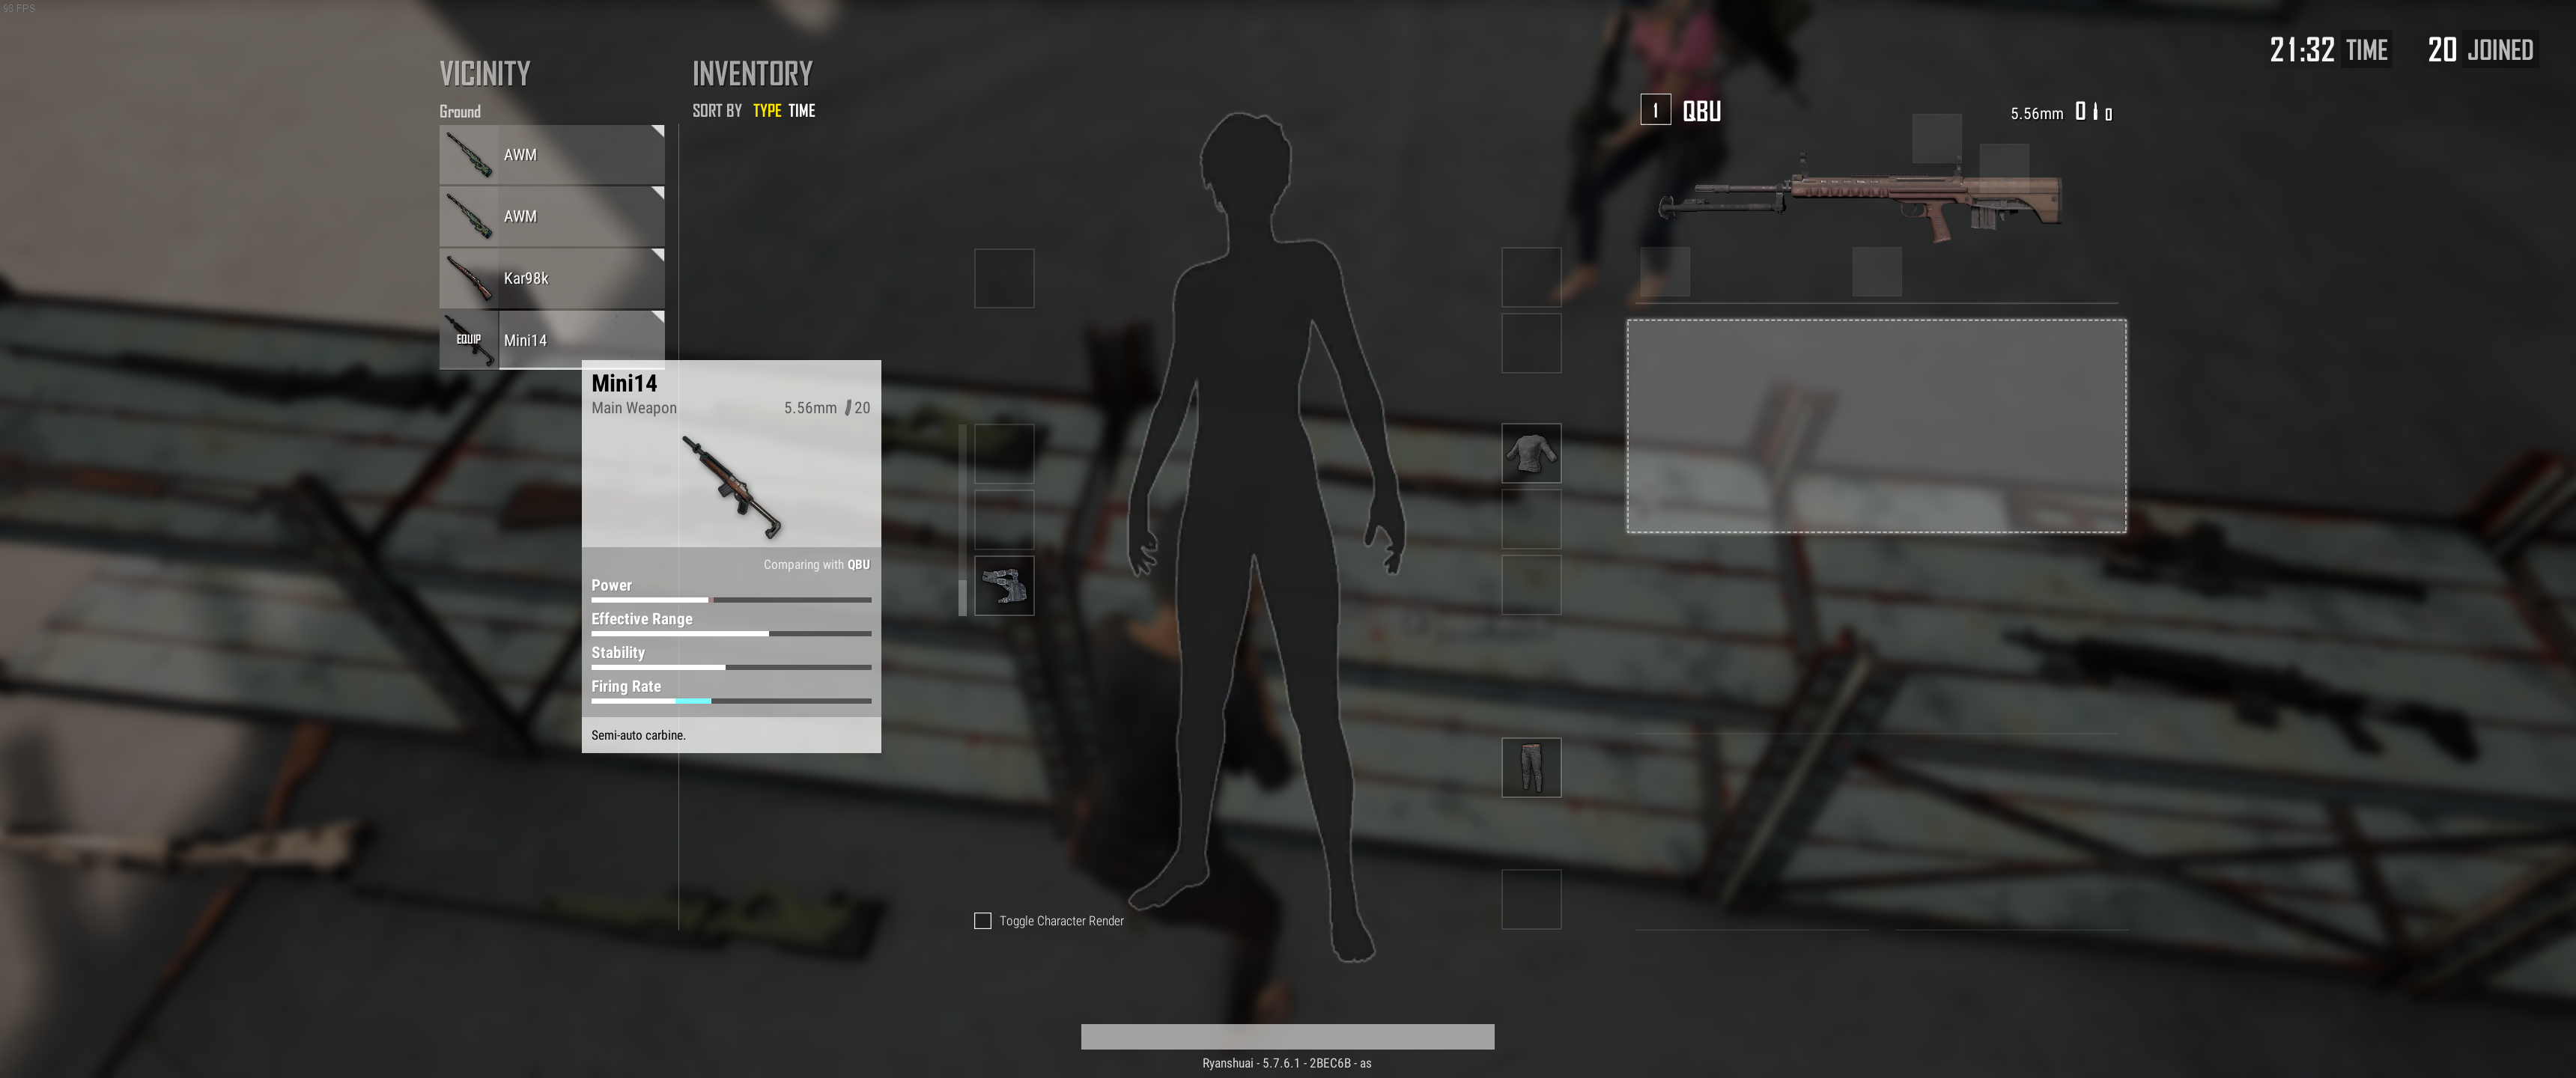 95 FPS
21:32 TIME 20 JOINED
VICINITY
Ground
AWM
AWM
Kar98k
EQUIP Mini14
INVENTORY
SORT BY TYPE TIME
Mini14
Main Weapon 5.56mm 20
Comparing with QBU
Power
Effective Range
Stability
Firing Rate
Semi-auto carbine.
1 QBU 5.56mm 0 0
Toggle Character Render
Ryanshuai - 5.7.6.1 - 2BEC6B - as